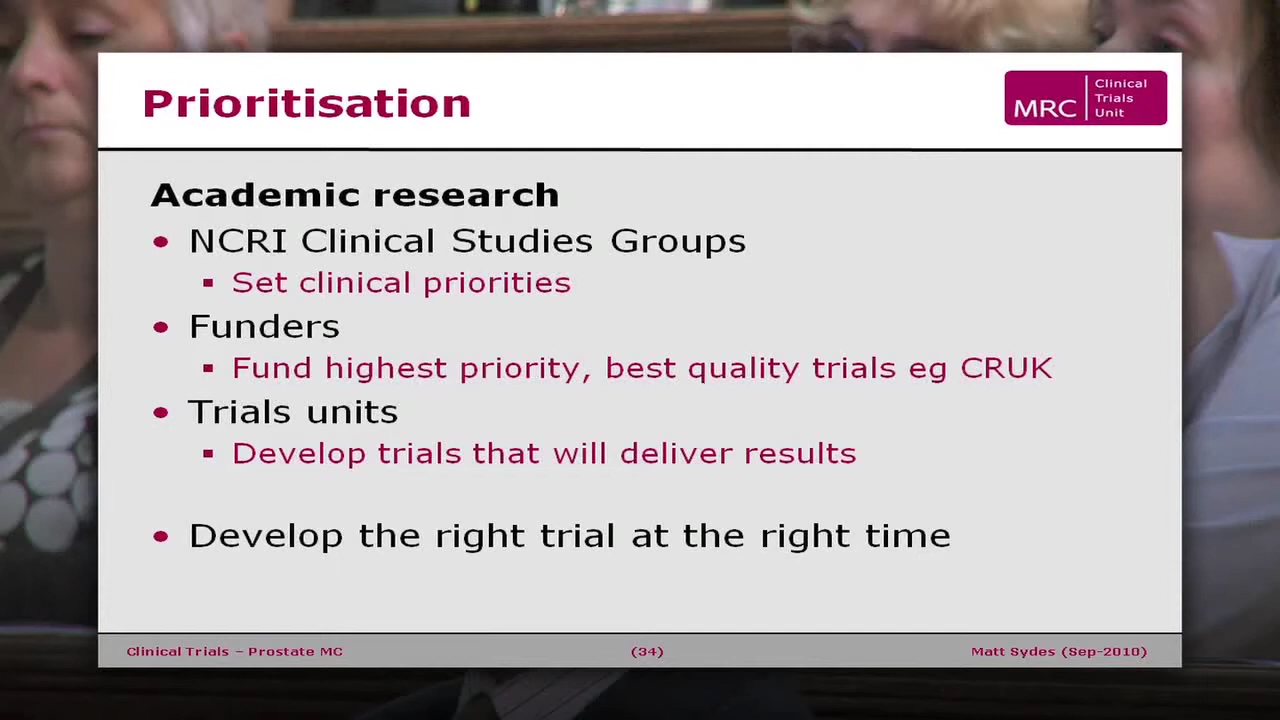 Prioritisation
MRC
Clinical
Trials
Unit
Academic research
NCRI Clinical Studies Groups
Set clinical priorities
Funders
Fund highest priority, best quality trials eg CRUK
Trials units
Develop trials that will deliver results
Develop the right trial at the right time
Clinical Trials – Prostate MC
(34)
Matt Sydes (Sep-2010)